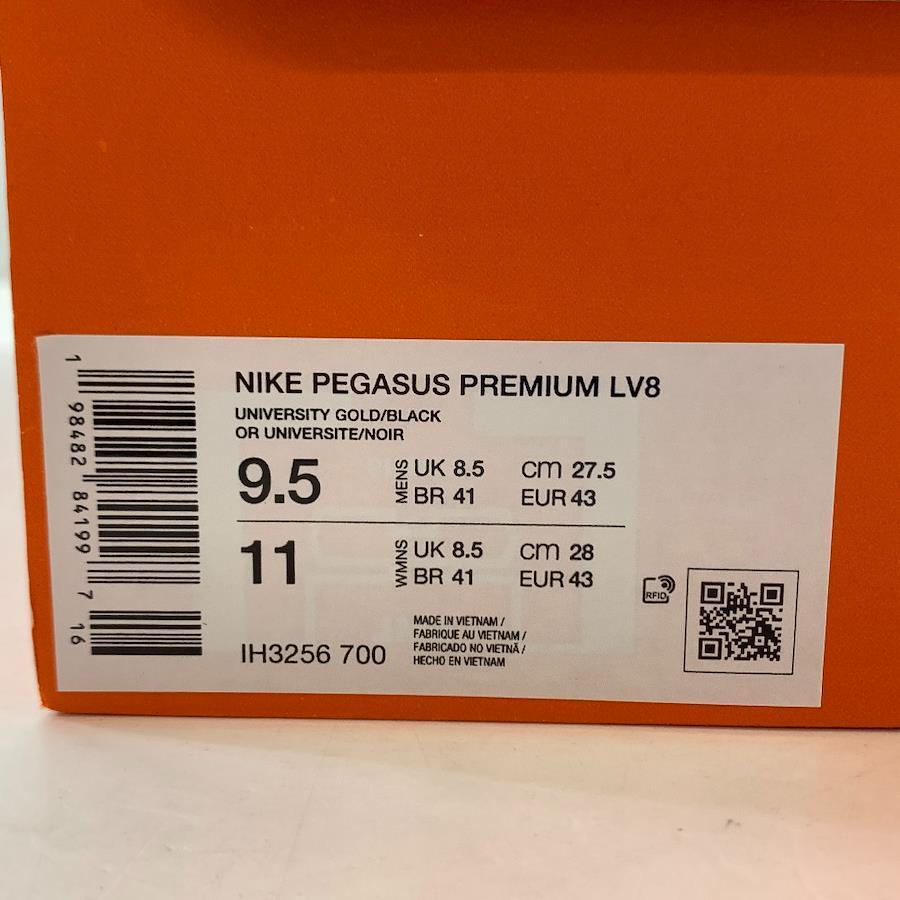 NIKE PEGASUS PREMIUM LV8
UNIVERSITY GOLD/BLACK
OR UNIVERSITE/NOIR
9.5 MENS UK 8.5 cm 27.5
BR 41 EUR 43
11 WMNS UK 8.5 cm 28
BR 41 EUR 43
IH3256 700
MADE IN VIETNAM /
FABRIQUE AU VIETNAM /
FABRICADO NO VIETNÃ /
HECHO EN VIETNAM
RFID
1 98482 84199 7 16